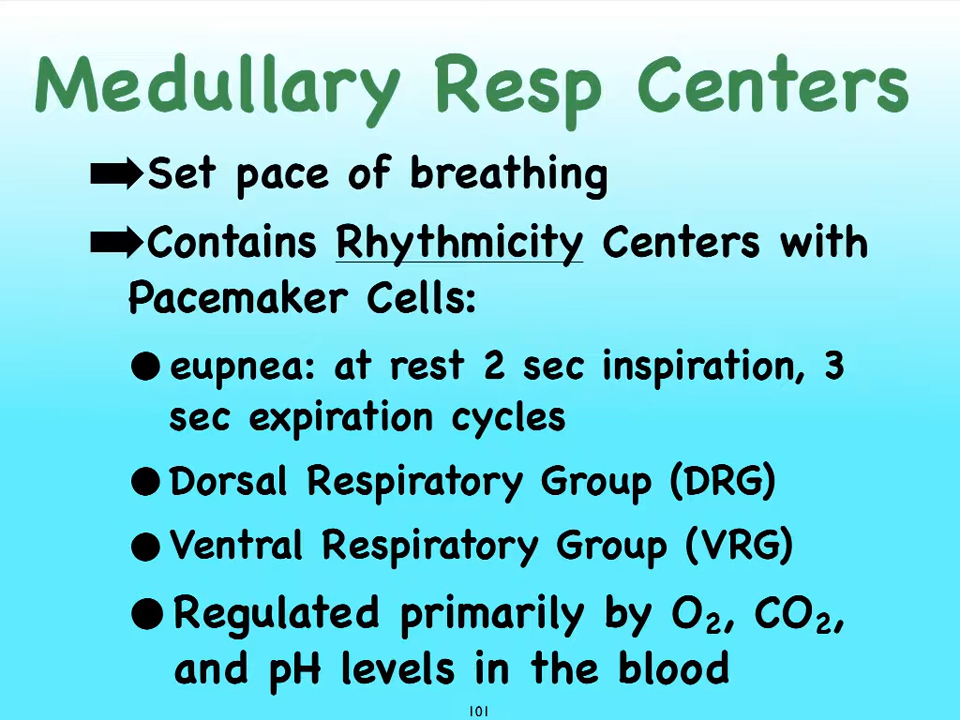 Medullary Resp Centers
➡Set pace of breathing
➡Contains Rhythmicity Centers with
Pacemaker Cells:
● eupnea: at rest 2 sec inspiration, 3
sec expiration cycles
● Dorsal Respiratory Group (DRG)
● Ventral Respiratory Group (VRG)
● Regulated primarily by O₂, CO₂,
and pH levels in the blood
101